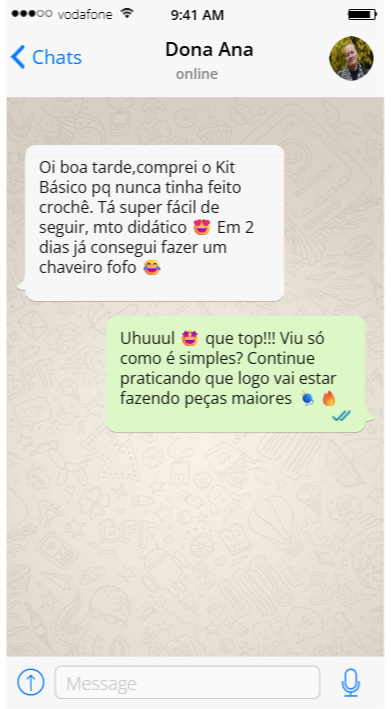 vodafone 9:41 AM
Chats Dona Ana
online
Oi boa tarde,comprei o Kit
Básico pq nunca tinha feito
crochê. Tá super fácil de
seguir, mto didático 😍 Em 2
dias já consegui fazer um
chaveiro fofo 😂
Uhuuul 🤩 que top!!! Viu só
como é simples? Continue
praticando que logo vai estar
fazendo peças maiores 🧶 🔥
Message